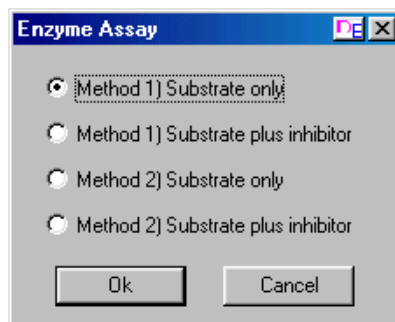 Enzyme Assay DE
Method 1) Substrate only
Method 1) Substrate plus inhibitor
Method 2) Substrate only
Method 2) Substrate plus inhibitor
Ok Cancel